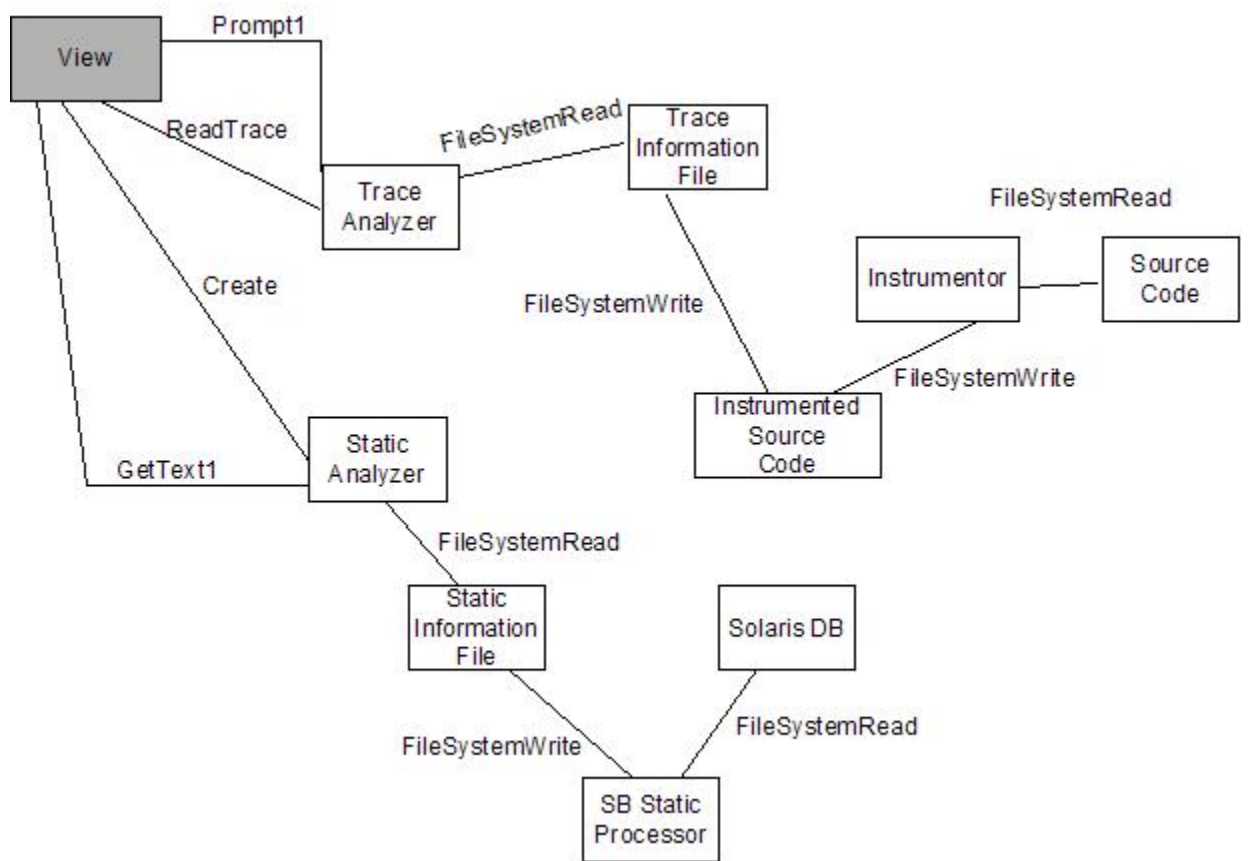 Prompt1
View
ReadTrace
FileSystemRead
Trace
Information
File
Trace
Analyzer
FileSystemRead
Instrumentor
Source
Code
Create
FileSystemWrite
FileSystemWrite
Instrumented
Source
Code
Static
Analyzer
GetText1
FileSystemRead
Static
Information
File
Solaris DB
FileSystemWrite
FileSystemRead
SB Static
Processor